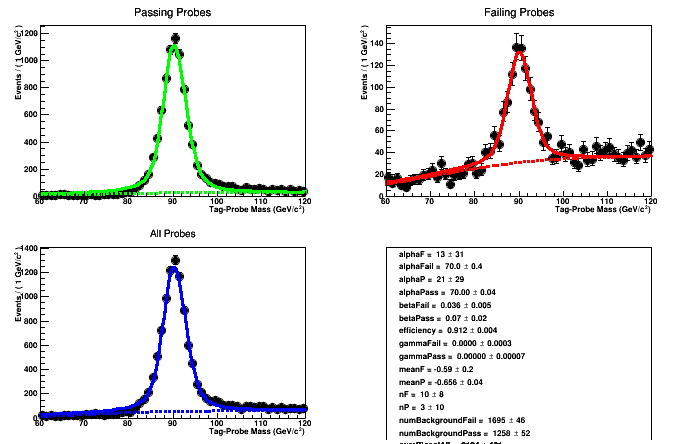 Passing Probes
Failing Probes
Events / ( 1 GeV/c² )
1200
1000
800
600
400
200
0
60 70 80 90 100 110 120
Tag-Probe Mass (GeV/c²)
Events / ( 1 GeV/c² )
140
120
100
80
60
40
20
60 70 80 90 100 110 120
Tag-Probe Mass (GeV/c²)
All Probes
Events / ( 1 GeV/c² )
1400
1200
1000
800
600
400
200
0
60 70 80 90 100 110 120
Tag-Probe Mass (GeV/c²)
alphaF = 13 ± 31
alphaFail = 70.0 ± 0.4
alphaP = 21 ± 29
alphaPass = 70.00 ± 0.04
betaFail = 0.036 ± 0.005
betaPass = 0.07 ± 0.02
efficiency = 0.912 ± 0.004
gammaFail = 0.0000 ± 0.0003
gammaPass = 0.00000 ± 0.00007
meanF = -0.59 ± 0.2
meanP = -0.656 ± 0.04
nF = 10 ± 8
nP = 3 ± 10
numBackgroundFail = 1695 ± 46
numBackgroundPass = 1258 ± 52